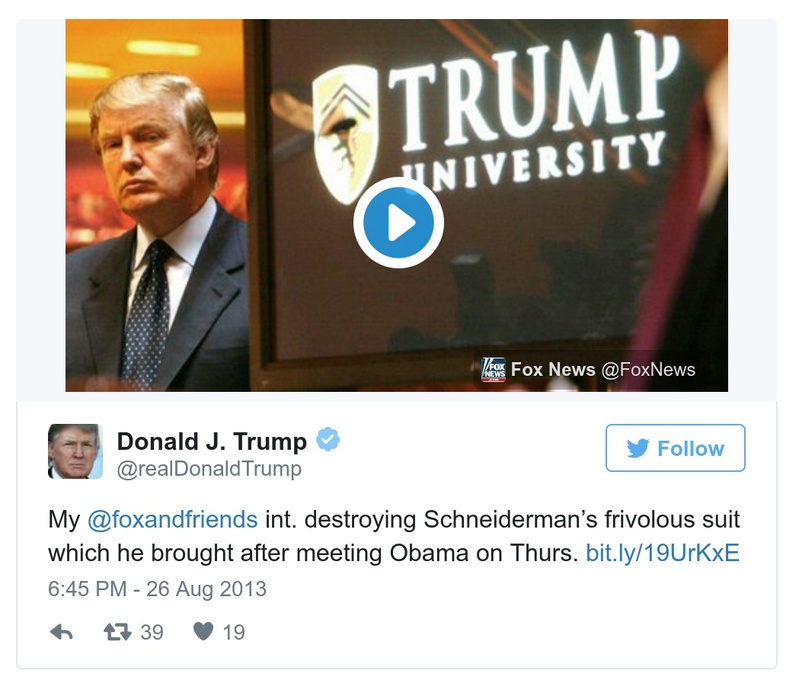 TRUMP
UNIVERSITY
FOX
NEWS
Fox News @FoxNews
Donald J. Trump
@realDonaldTrump
Follow
My @foxandfriends int. destroying Schneiderman’s frivolous suit
which he brought after meeting Obama on Thurs. bit.ly/19UrKxE
6:45 PM - 26 Aug 2013
39 19